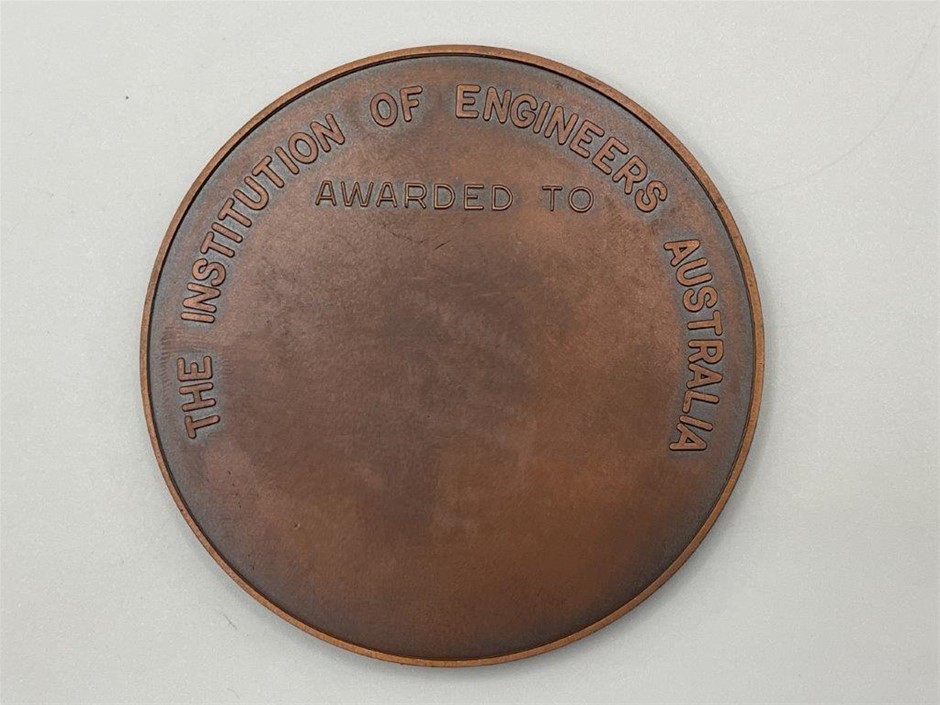 THE INSTITUTION OF ENGINEERS AUSTRALIA
AWARDED TO